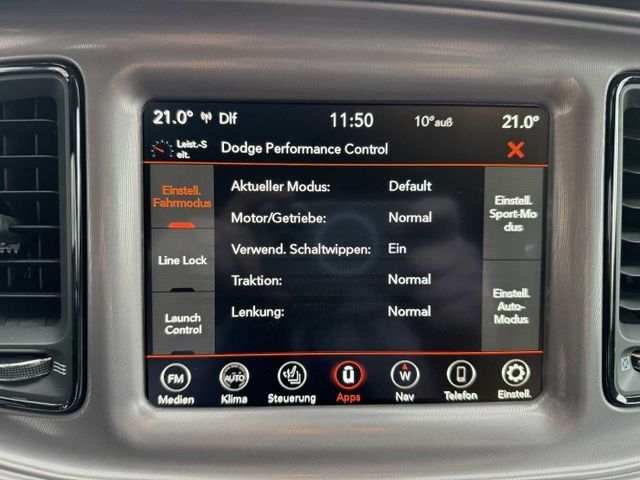 21.0° Dlf 11:50 10°auß 21.0°
Leist.-S
eit.
Dodge Performance Control
Einstell.
Fahrmodus
Line Lock
Launch
Control
Aktueller Modus: Default
Motor/Getriebe: Normal
Verwend. Schaltwippen: Ein
Traktion: Normal
Lenkung: Normal
Einstell.
Sport-Mo
dus
Einstell.
Auto-
Modus
FM AUTO W
Medien Klima Steuerung Apps Nav Telefon Einstell.